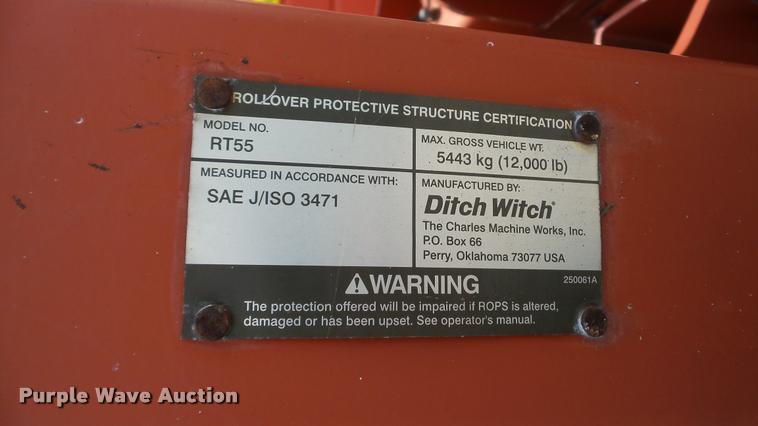 ROLLOVER PROTECTIVE STRUCTURE CERTIFICATION
MODEL NO.
RT55
MAX. GROSS VEHICLE WT.
5443 kg (12,000 lb)
MEASURED IN ACCORDANCE WITH:
SAE J/ISO 3471
MANUFACTURED BY:
Ditch Witch®
The Charles Machine Works, Inc.
P.O. Box 66
Perry, Oklahoma 73077 USA
WARNING
250061A
The protection offered will be impaired if ROPS is altered,
damaged or has been upset. See operator's manual.
Purple Wave Auction